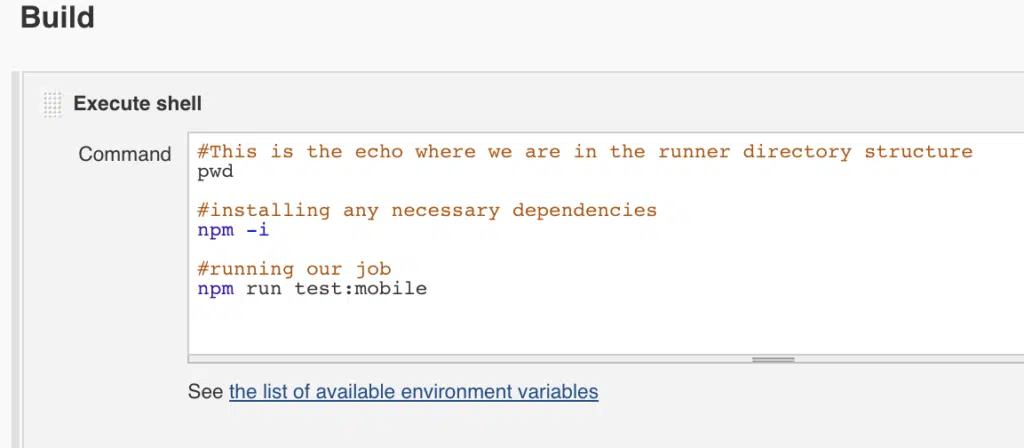 Build
Execute shell
Command
#This is the echo where we are in the runner directory structure
pwd
#installing any necessary dependencies
npm -i
#running our job
npm run test:mobile
See the list of available environment variables